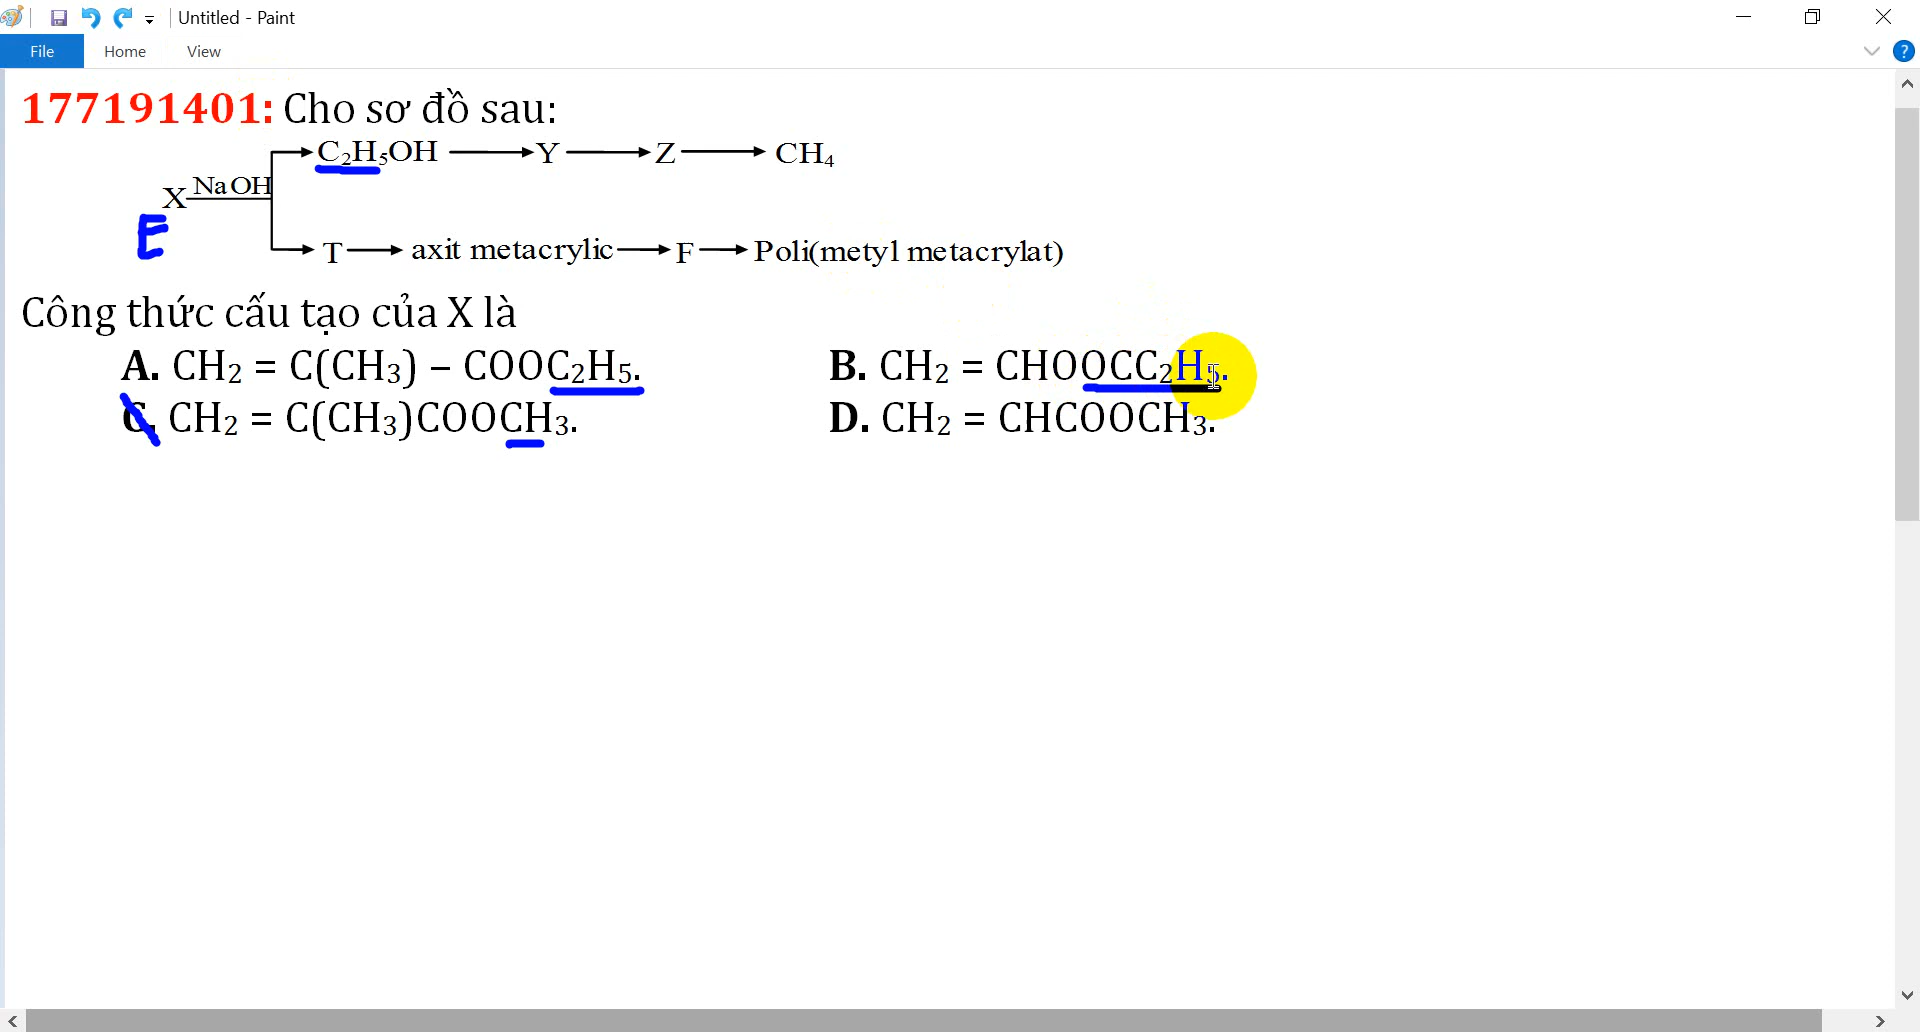 Untitled - Paint
File Home View
177191401: Cho sơ đồ sau:
C₂H₅OH → Y → Z → CH₄
X NaOH
E
T → axit metacrylic → F → Poli(metyl metacrylat)
Công thức cấu tạo của X là
A. CH₂ = C(CH₃) – COOC₂H₅. B. CH₂ = CHOOCC₂H₅.
C. CH₂ = C(CH₃)COOCH₃. D. CH₂ = CHCOOCH₃.